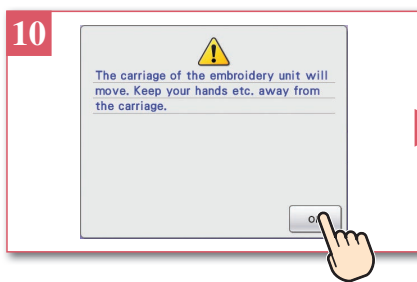 10
The carriage of the embroidery unit will
move. Keep your hands etc. away from
the carriage.